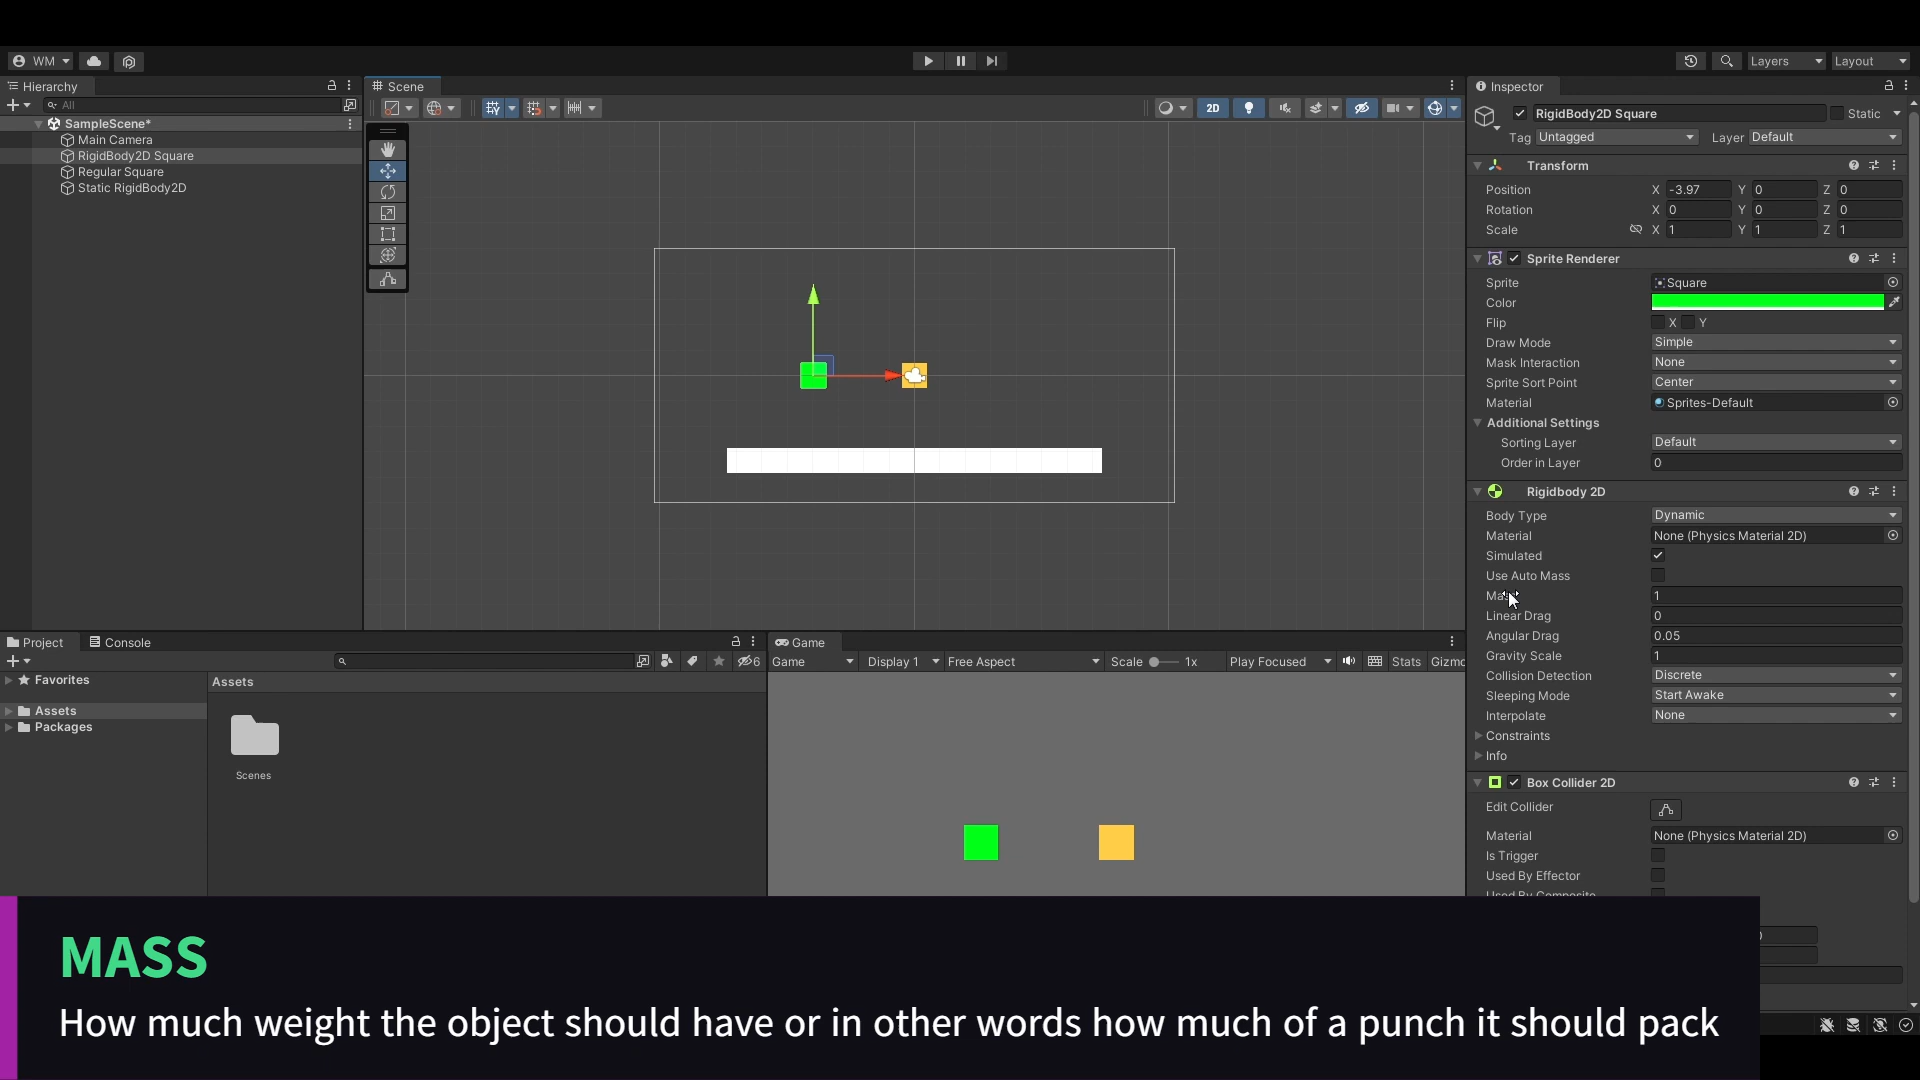 WM
Layers
Layout
Hierarchy
All
SampleScene*
Main Camera
RigidBody2D Square
Regular Square
Static RigidBody2D
Scene
2D
Inspector
RigidBody2D Square
Static
Tag Untagged
Layer Default
Transform
Position X -3.97 Y 0 Z 0
Rotation X 0 Y 0 Z 0
Scale X 1 Y 1 Z 1
Sprite Renderer
Sprite Square
Color
Flip X Y
Draw Mode Simple
Mask Interaction None
Sprite Sort Point Center
Material Sprites-Default
Additional Settings
Sorting Layer Default
Order in Layer 0
Rigidbody 2D
Body Type Dynamic
Material None (Physics Material 2D)
Simulated
Use Auto Mass
1
Linear Drag 0
Angular Drag 0.05
Gravity Scale 1
Collision Detection Discrete
Sleeping Mode Start Awake
Interpolate None
Constraints
Info
Box Collider 2D
Edit Collider
Material None (Physics Material 2D)
Is Trigger
Used By Effector
Project
Console
6
Favorites
Assets
Packages
Assets
Scenes
Game
Game Display 1 Free Aspect Scale 1x Play Focused Stats Gizmo
MASS
How much weight the object should have or in other words how much of a punch it should pack